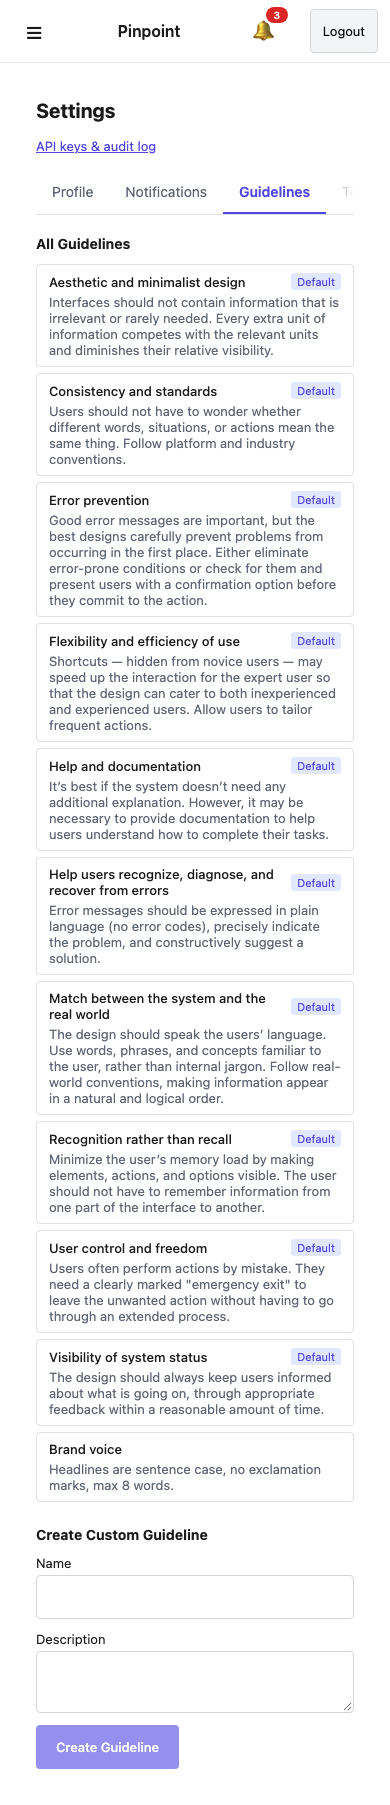 Pinpoint
3
Logout
Settings
API keys & audit log
Profile Notifications Guidelines
All Guidelines
Aesthetic and minimalist design Default
Interfaces should not contain information that is
irrelevant or rarely needed. Every extra unit of
information competes with the relevant units
and diminishes their relative visibility.
Consistency and standards Default
Users should not have to wonder whether
different words, situations, or actions mean the
same thing. Follow platform and industry
conventions.
Error prevention Default
Good error messages are important, but the
best designs carefully prevent problems from
occurring in the first place. Either eliminate
error-prone conditions or check for them and
present users with a confirmation option before
they commit to the action.
Flexibility and efficiency of use Default
Shortcuts — hidden from novice users — may
speed up the interaction for the expert user so
that the design can cater to both inexperienced
and experienced users. Allow users to tailor
frequent actions.
Help and documentation Default
It’s best if the system doesn’t need any
additional explanation. However, it may be
necessary to provide documentation to help
users understand how to complete their tasks.
Help users recognize, diagnose, and
recover from errors Default
Error messages should be expressed in plain
language (no error codes), precisely indicate
the problem, and constructively suggest a
solution.
Match between the system and the
real world Default
The design should speak the users’ language.
Use words, phrases, and concepts familiar to
the user, rather than internal jargon. Follow real-
world conventions, making information appear
in a natural and logical order.
Recognition rather than recall Default
Minimize the user’s memory load by making
elements, actions, and options visible. The user
should not have to remember information from
one part of the interface to another.
User control and freedom Default
Users often perform actions by mistake. They
need a clearly marked "emergency exit" to
leave the unwanted action without having to go
through an extended process.
Visibility of system status Default
The design should always keep users informed
about what is going on, through appropriate
feedback within a reasonable amount of time.
Brand voice
Headlines are sentence case, no exclamation
marks, max 8 words.
Create Custom Guideline
Name
Description
Create Guideline